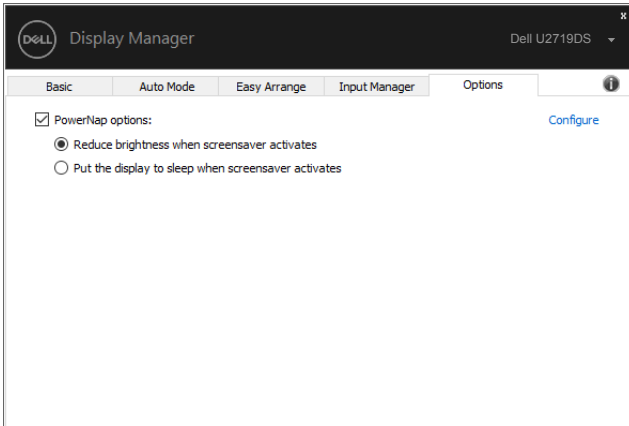 x
DELL Display Manager Dell U2719DS
Basic Auto Mode Easy Arrange Input Manager Options i
PowerNap options: Configure
Reduce brightness when screensaver activates
Put the display to sleep when screensaver activates